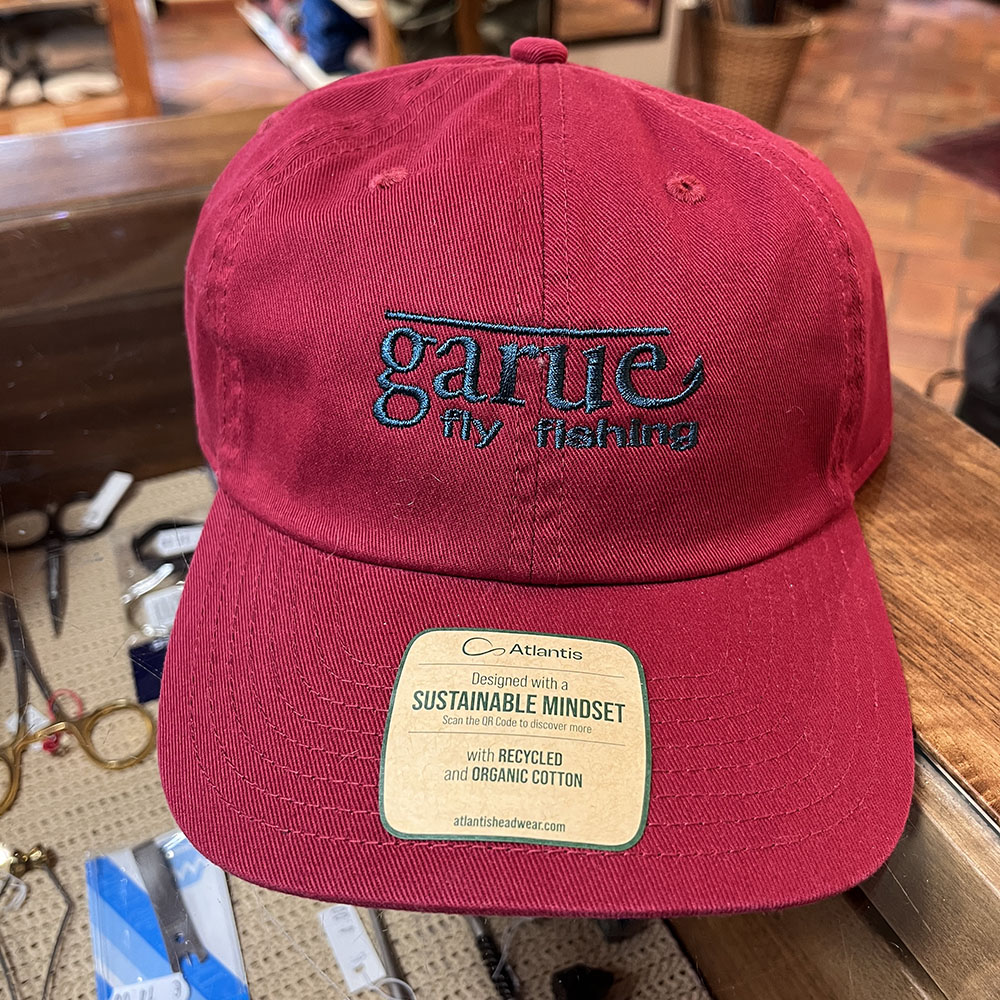 garue
fly fishing
Atlantis
Designed with a
SUSTAINABLE MINDSET
Scan the QR Code to discover more
with RECYCLED
and ORGANIC COTTON
atlantisheadwear.com